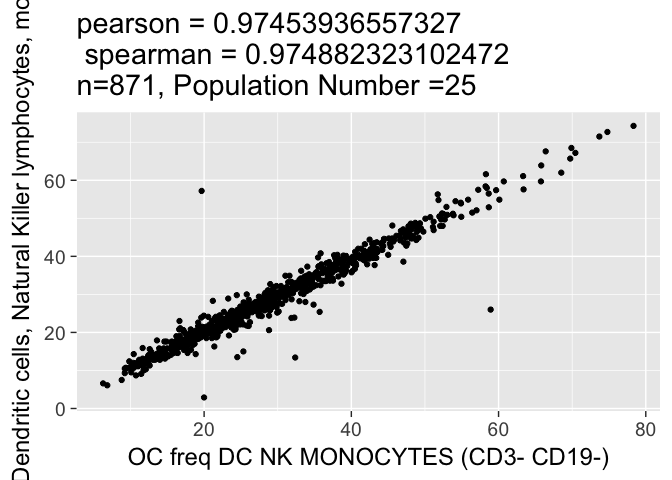 pearson = 0.97453936557327
spearman = 0.974882323102472
n=871, Population Number =25
Dendritic cells, Natural Killer lymphocytes,
60
40
20
0
20 40 60 80
OC freq DC NK MONOCYTES (CD3- CD19-)